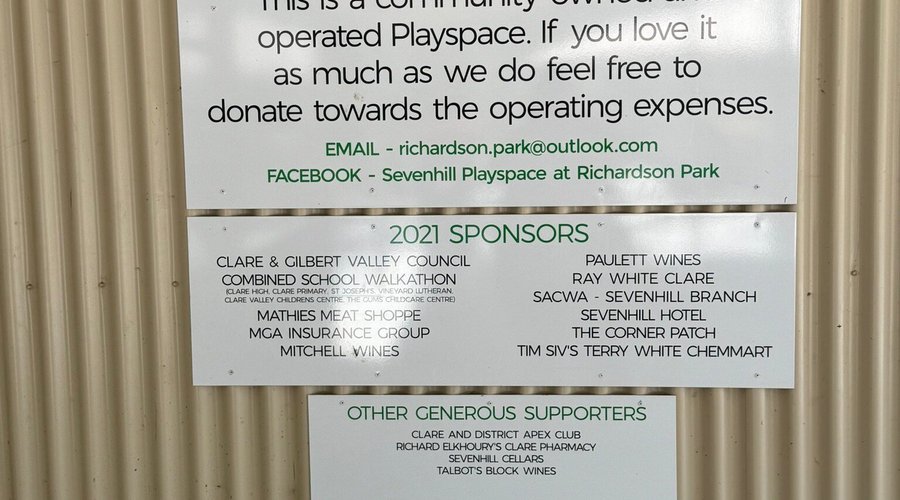 This is a community owned and
operated Playspace. If you love it
as much as we do feel free to
donate towards the operating expenses.
EMAIL - richardson.park@outlook.com
FACEBOOK - Sevenhill Playspace at Richardson Park
2021 SPONSORS
CLARE & GILBERT VALLEY COUNCIL
COMBINED SCHOOL WALKATHON
(CLARE HIGH, CLARE PRIMARY, ST JOSEPH'S, VINEYARD LUTHERAN,
CLARE VALLEY CHILDRENS CENTRE, THE GUMS CHILDCARE CENTRE)
MATHIES MEAT SHOPPE
MGA INSURANCE GROUP
MITCHELL WINES
PAULETT WINES
RAY WHITE CLARE
SACWA - SEVENHILL BRANCH
SEVENHILL HOTEL
THE CORNER PATCH
TIM SIV'S TERRY WHITE CHEMMART
OTHER GENEROUS SUPPORTERS
CLARE AND DISTRICT APEX CLUB
RICHARD ELKHOURY'S CLARE PHARMACY
SEVENHILL CELLARS
TALBOT'S BLOCK WINES